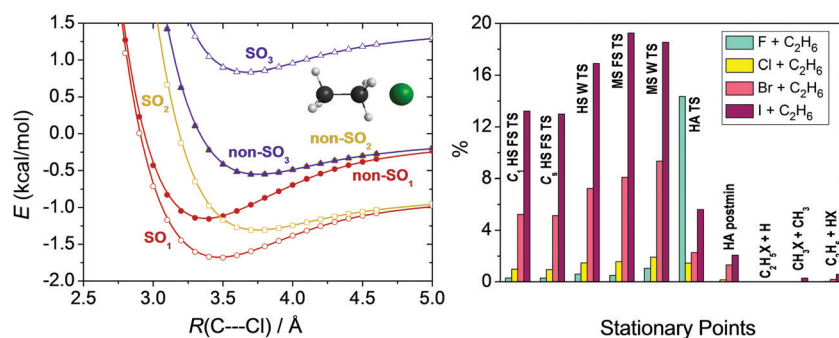 1.5
1.0
0.5
0.0
-0.5
-1.0
-1.5
-2.0
E (kcal/mol)
SO₃
SO₂
non-SO₂
non-SO₃
non-SO₁
SO₁
2.5 3.0 3.5 4.0 4.5 5.0
R(C---Cl) / Å
20
16
12
8
4
0
%
F + C₂H₆
Cl + C₂H₆
Br + C₂H₆
I + C₂H₆
C₁ HS FS TS
Cₛ HS FS TS
HS W TS
MS FS TS
MS W TS
HA TS
HA postmin
C₂H₅X + H
CH₃X + CH₃
C₂H₅ + HX
Stationary Points